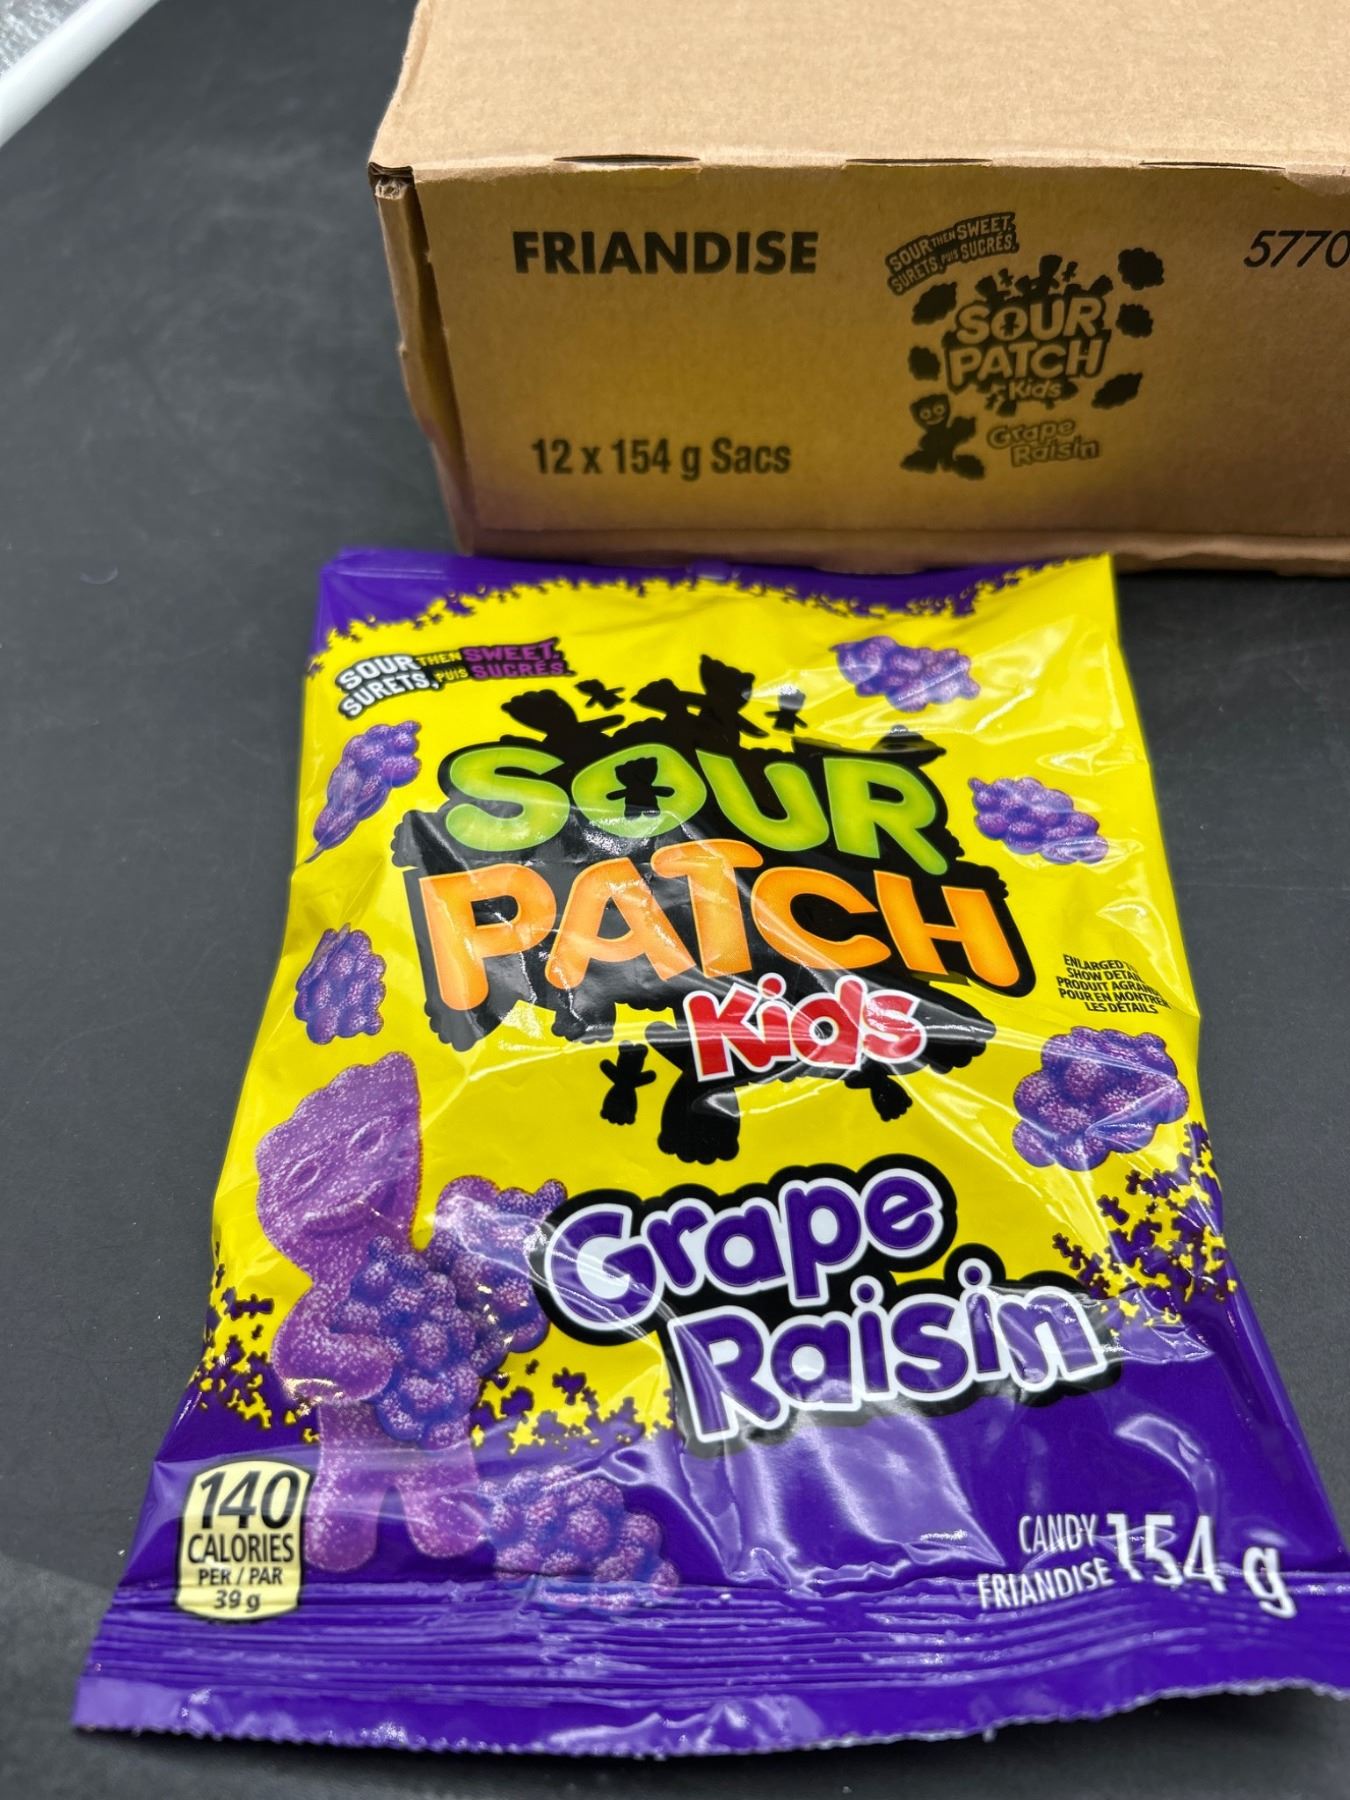 FRIANDISE
SOUR THEN SWEET.
SURETS, PUIS SUCRÉS.
SOUR
PATCH
Kids
Grape
Raisin
5770
12 x 154 g Sacs
SOUR THEN SWEET.
SURETS, PUIS SUCRÉS.
SOUR
PATCH
Kids
ENLARGED
SHOW
PRODUIT
POUR EN MONTRER
LES DÉTAILS
Grape
Raisin
140
CALORIES
PER / PAR
39 g
CANDY
FRIANDISE
154 g